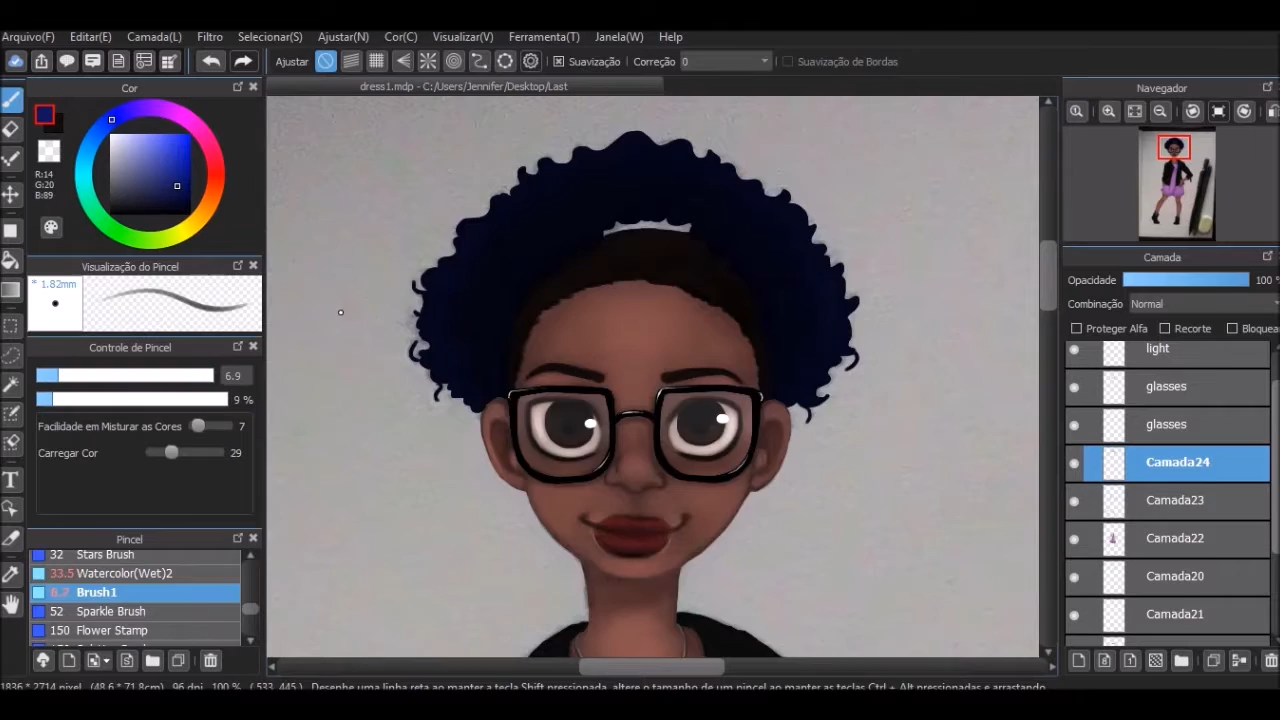 Arquivo(F) Editar(E) Camada(L) Filtro Selecionar(S) Ajustar(N) Cor(C) Visualizar(V) Ferramenta(T) Janela(W) Help
Ajustar Suavização Correção 0 Suavização de Bordas
Cor
dress1.mdp - C:/Users/Jennifer/Desktop/Last
Navegador
R:14
G:20
B:89
Visualização do Pincel
* 1.82mm
Controle de Pincel
6.9
9 %
Facilidade em Misturar as Cores 7
Carregar Cor 29
Pincel
32 Stars Brush
33.5 Watercolor(Wet)2
Brush1
52 Sparkle Brush
150 Flower Stamp
Camada
Opacidade 100 %
Combinação Normal
Proteger Alfa Recorte Bloquea
light
glasses
glasses
Camada24
Camada23
Camada22
Camada20
Camada21
1836 * 2714 pixel (48.6 * 71.8cm) 96 dpi 100 % ( 533, 445 ) Desenhe uma linha reta ao manter a tecla Shift pressionada, altere o tamanho de um pincel ao manter as teclas Ctrl + Alt pressionadas e arrastando